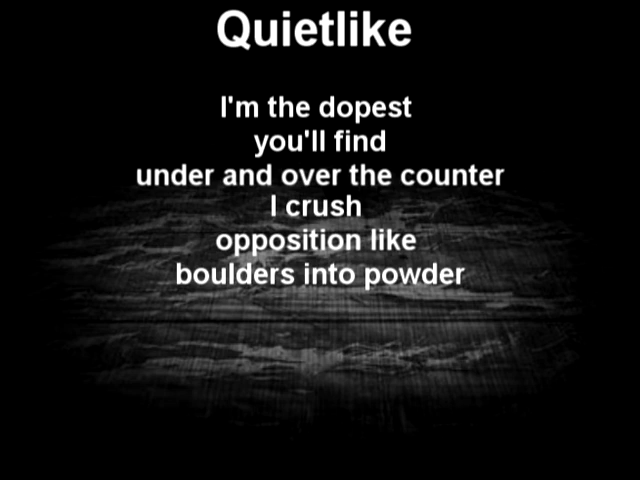 Quietlike
I'm the dopest
you'll find
under and over the counter
I crush
opposition like
boulders into powder